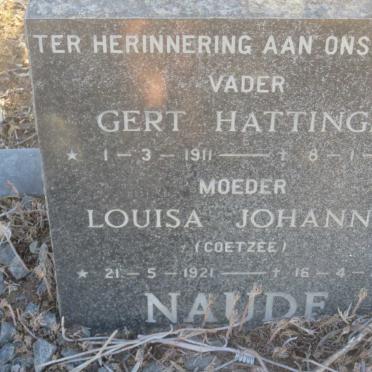 TER HERINNERING AAN ONS
VADER
GERT HATTING
★ 1 - 3 - 1911 —— † 8 - 1 -
MOEDER
LOUISA JOHANN
(COETZEE)
★ 21 - 5 - 1921 —— † 16 - 4 -
NAUDE